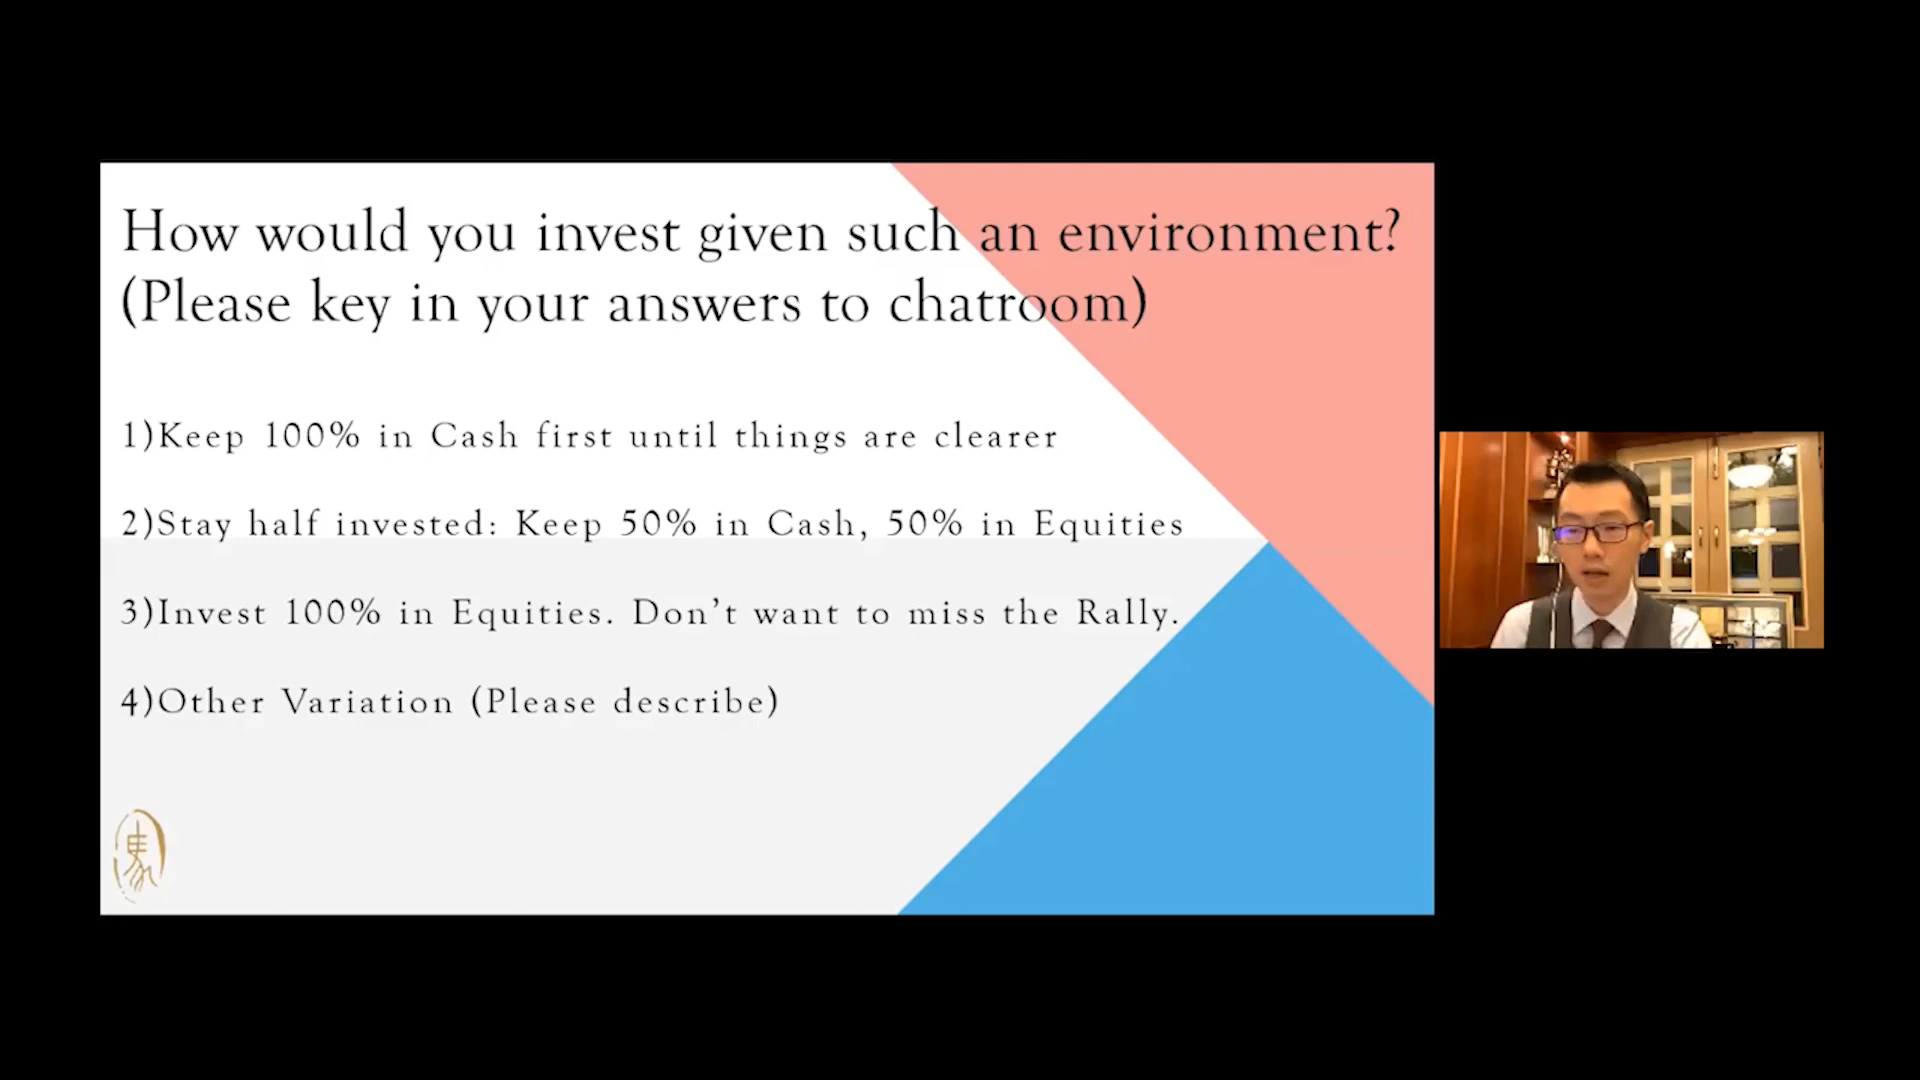 How would you invest given such an environment?
(Please key in your answers to chatroom)
1)Keep 100% in Cash first until things are clearer
2)Stay half invested: Keep 50% in Cash, 50% in Equities
3)Invest 100% in Equities. Don’t want to miss the Rally.
4)Other Variation (Please describe)